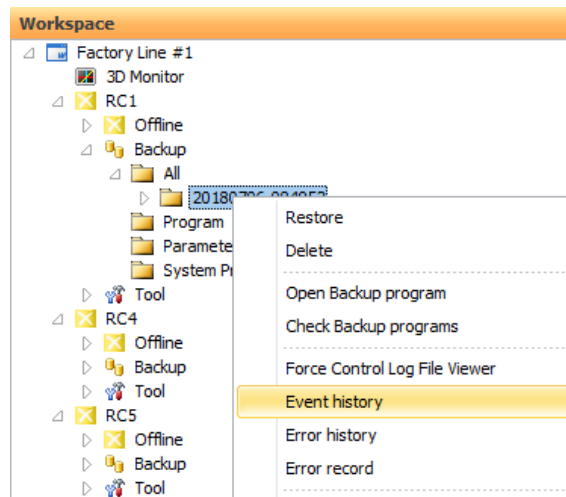 Workspace
Factory Line #1
3D Monitor
RC1
Offline
Backup
All
Restore
Program
Delete
Open Backup program
Tool
Check Backup programs
RC4
Offline
Force Control Log File Viewer
Backup
Tool
Event history
RC5
Error history
Offline
Backup
Error record
Tool